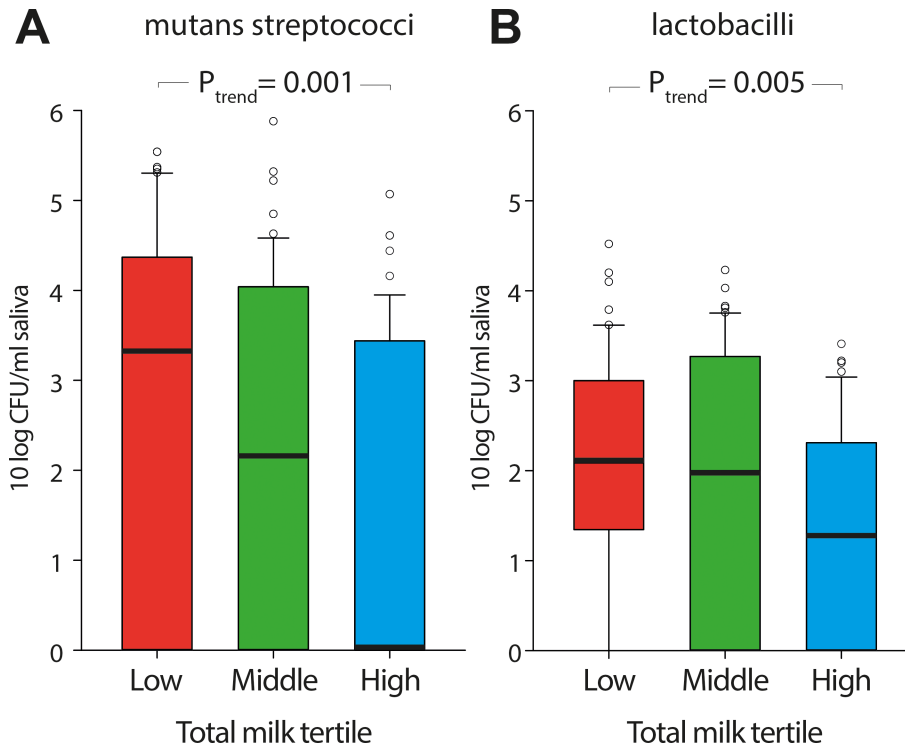 A mutans streptococci
P trend = 0.001
6
5
4
3
2
1
0
10 log CFU/ml saliva
Low Middle High
Total milk tertile
B lactobacilli
P trend = 0.005
6
5
4
3
2
1
0
10 log CFU/ml saliva
Low Middle High
Total milk tertile